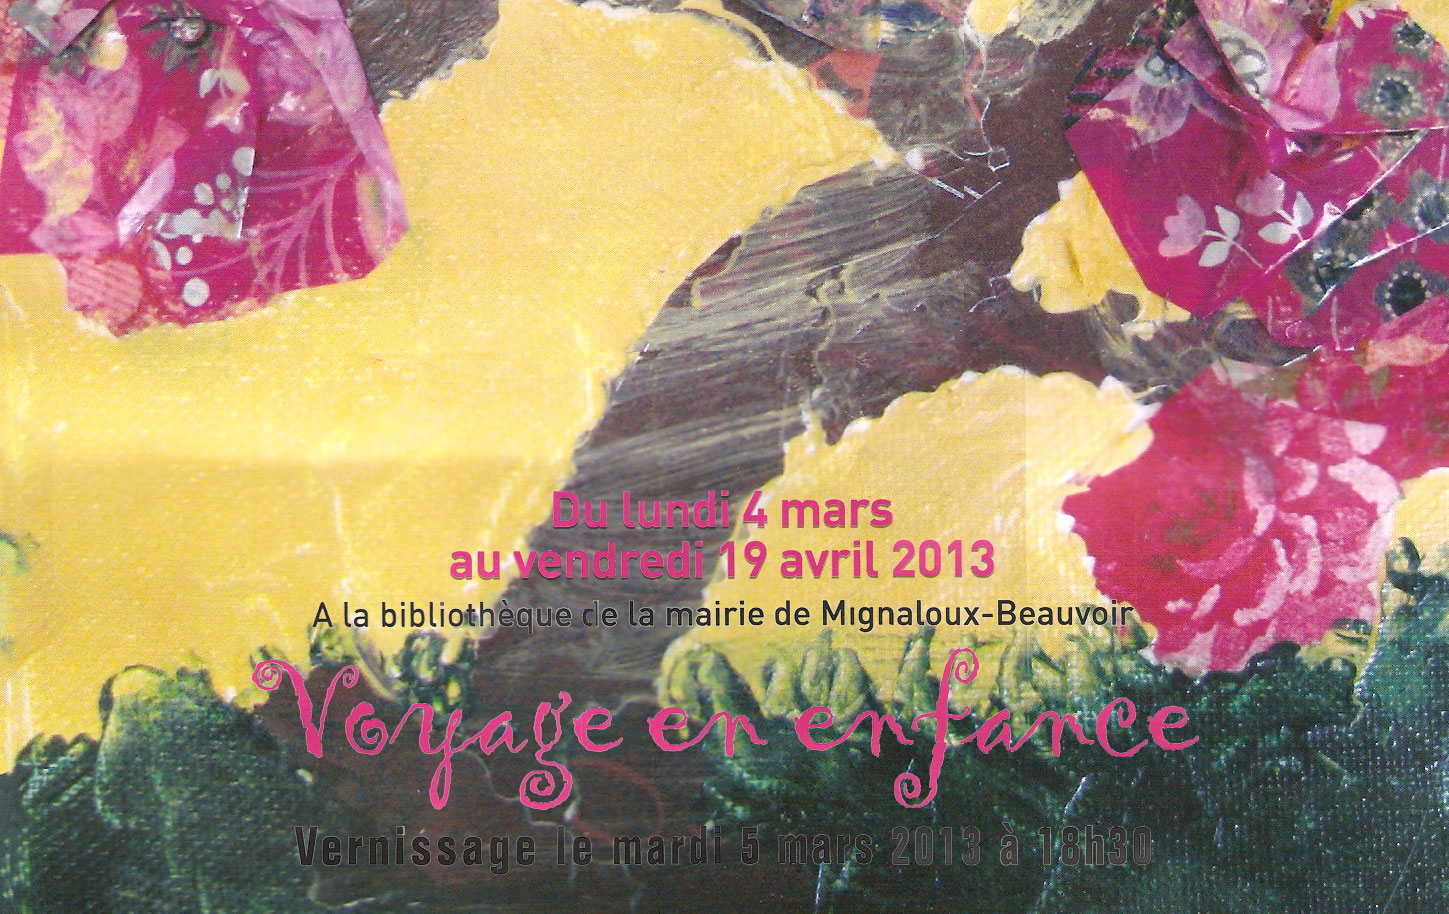 Du lundi 4 mars
au vendredi 19 avril 2013
A la bibliothèque de la mairie de Mignaloux-Beauvoir
Voyage en enfance
Vernissage le mardi 5 mars 2013 à 18h30